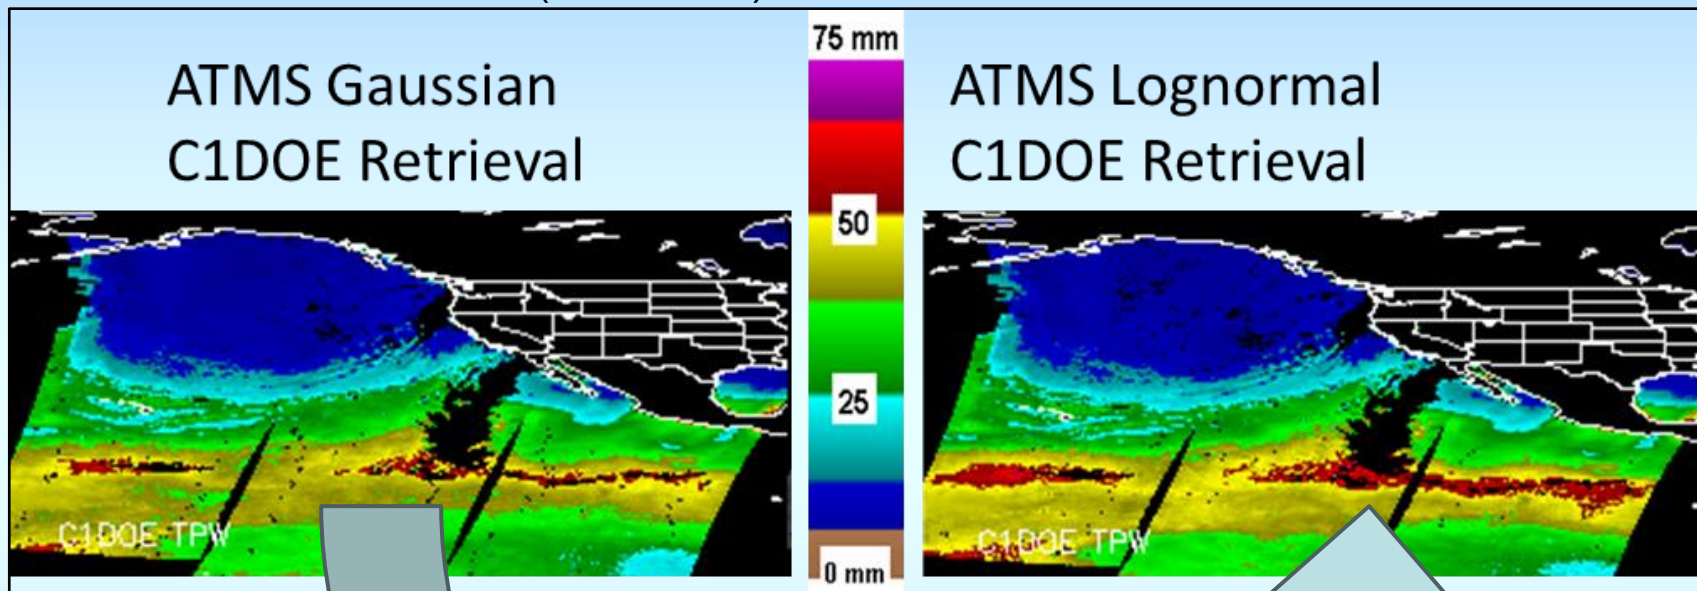 ATMS Gaussian
C1DOE Retrieval
75 mm
50
25
0 mm
ATMS Lognormal
C1DOE Retrieval
C1DOE TPW
C1DOE TPW